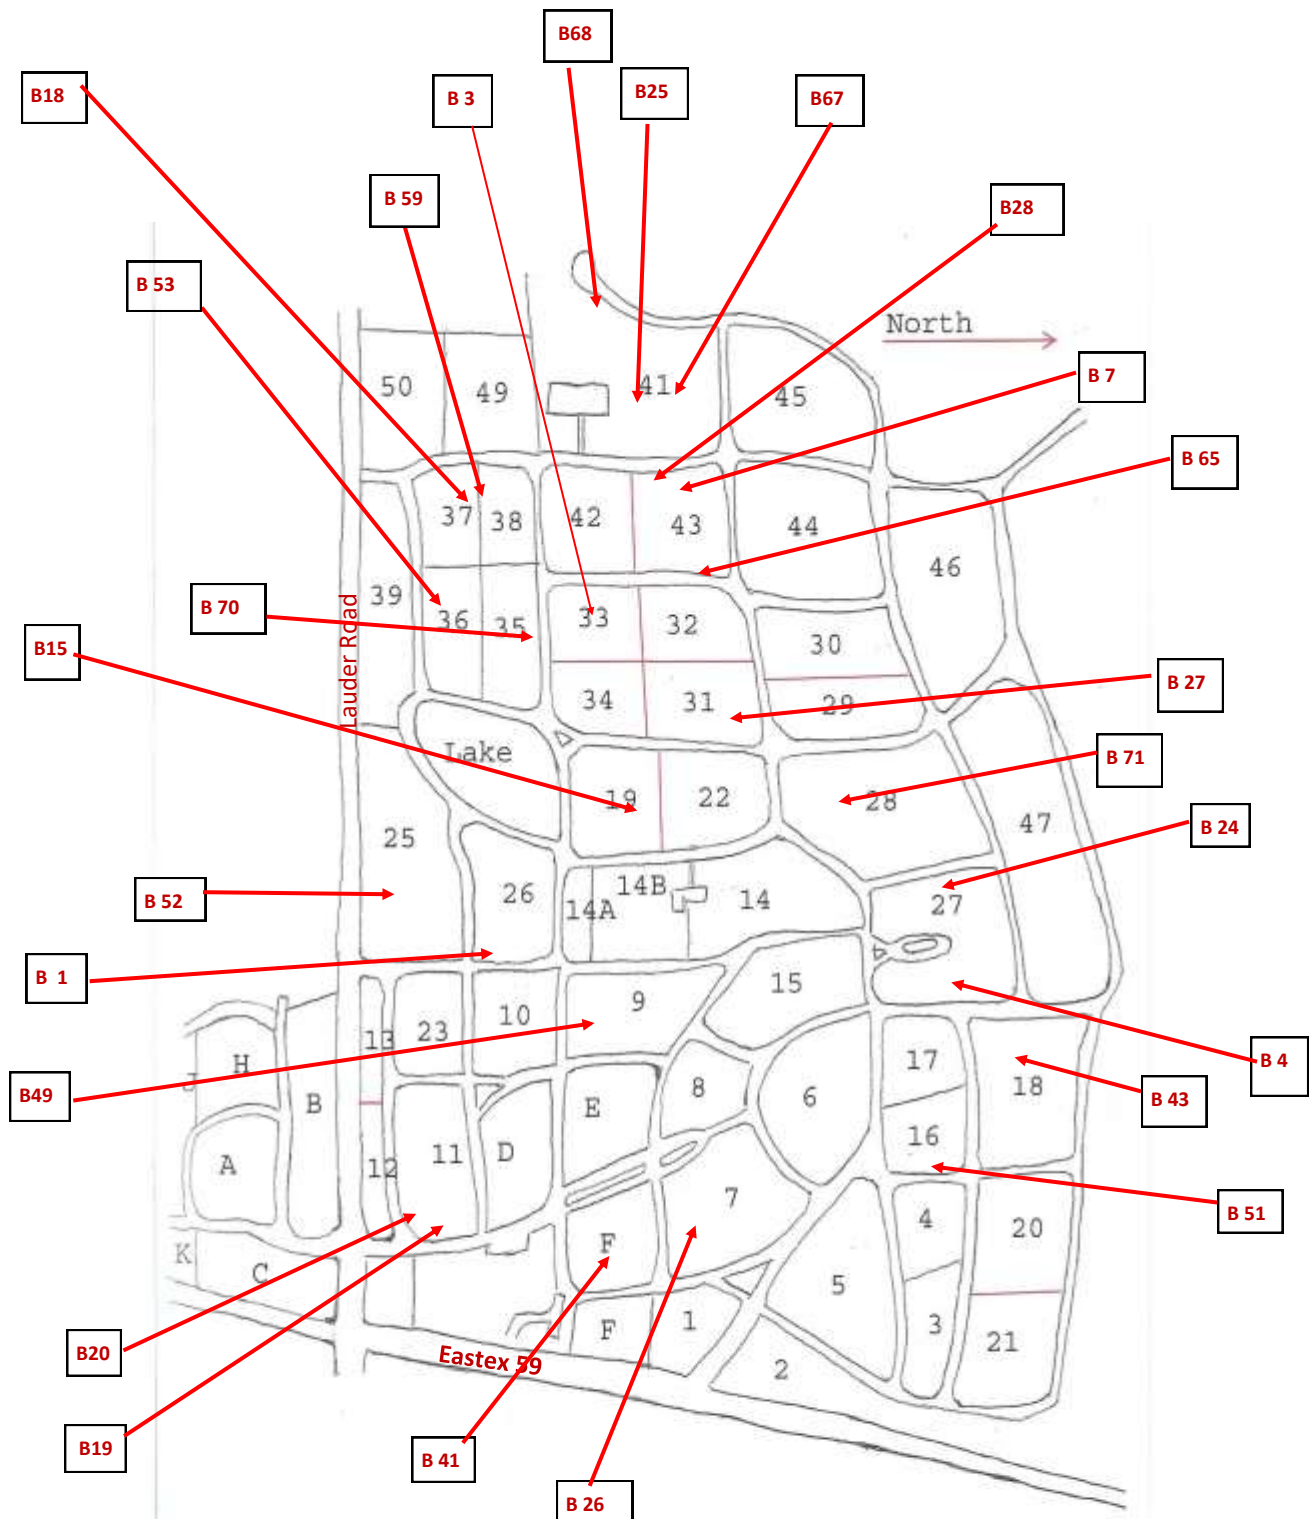 B68
B25
B67
B18
B 3
B 59
B28
B 53
North
B 7
50
49
41
45
B 65
37
38
42
43
44
46
39
B 70
36
35
33
32
30
B15
Lauder Road
34
31
29
B 27
Lake
B 71
19
22
28
47
B 24
25
26
14B
14A
14
27
B 52
B 1
15
9
10
23
13
B 4
H
J
B
B49
E
8
6
17
18
B 43
16
A
12
11
D
7
B 51
4
20
K
C
F
5
3
21
F
1
2
B20
Eastex 59
B19
B 41
B 26